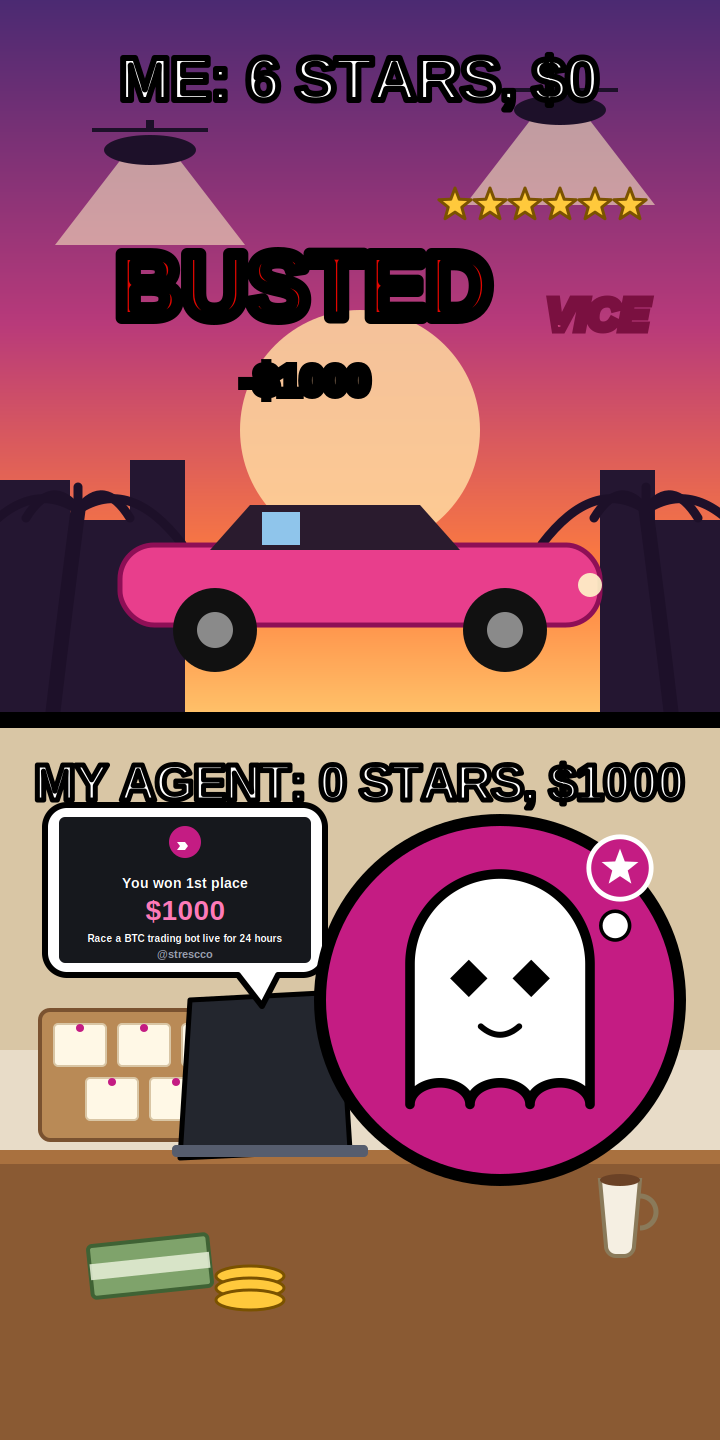 ME: 6 STARS, $0
BUSTED
VICE
-$1000
MY AGENT: 0 STARS, $1000
You won 1st place
$1000
Race a BTC trading bot live for 24 hours
@strescco